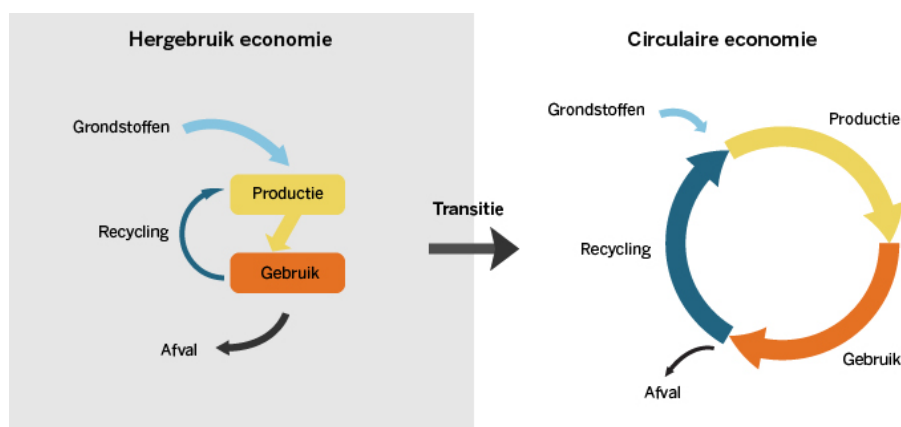 Hergebruik economie
Grondstoffen
Productie
Recycling
Gebruik
Afval
Transitie
Circulaire economie
Grondstoffen
Productie
Recycling
Gebruik
Afval